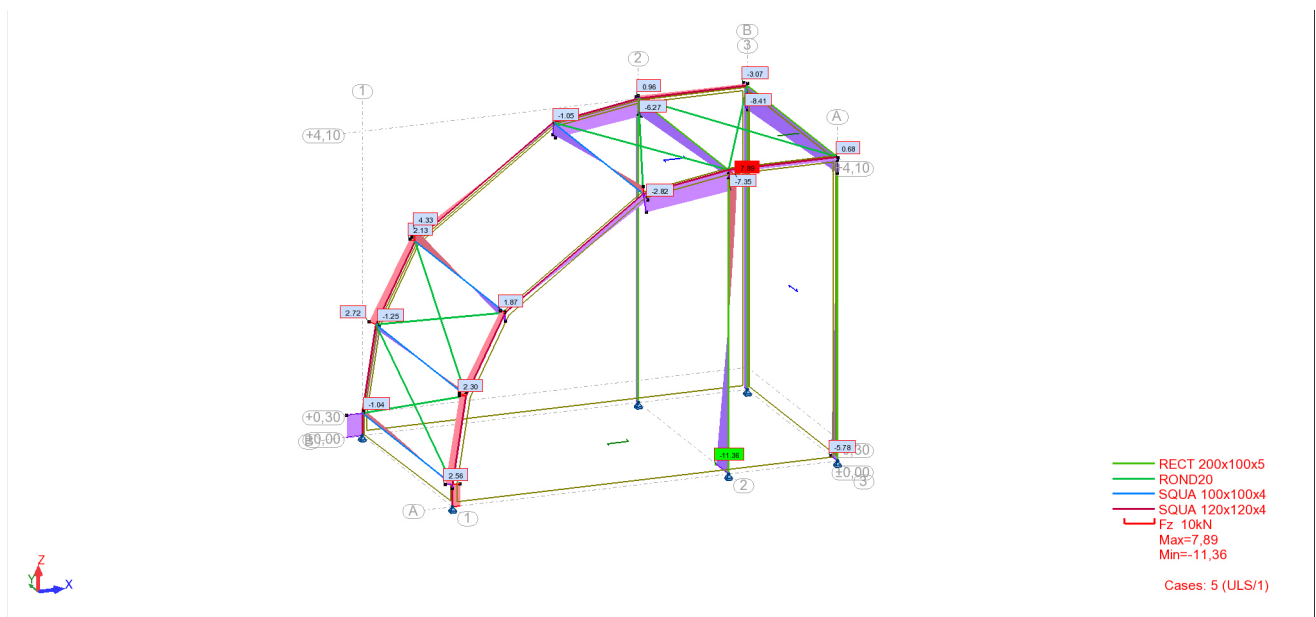 B
3
2
1
-3.07
0.96
-8.41
-6.27
-1.05
A
+4,10
0.68
7.89
+4,10
-7.35
-2.82
4.33
2.13
1.87
2.72
-1.25
2.30
-1.04
+0,30
B
±0,00
-5.78
-11.36
2.56
±0,00
3
2
A
1
RECT 200x100x5
ROND20
SQUA 100x100x4
SQUA 120x120x4
Fz 10kN
Max=7,89
Min=-11,36
Cases: 5 (ULS/1)
Z
Y
X